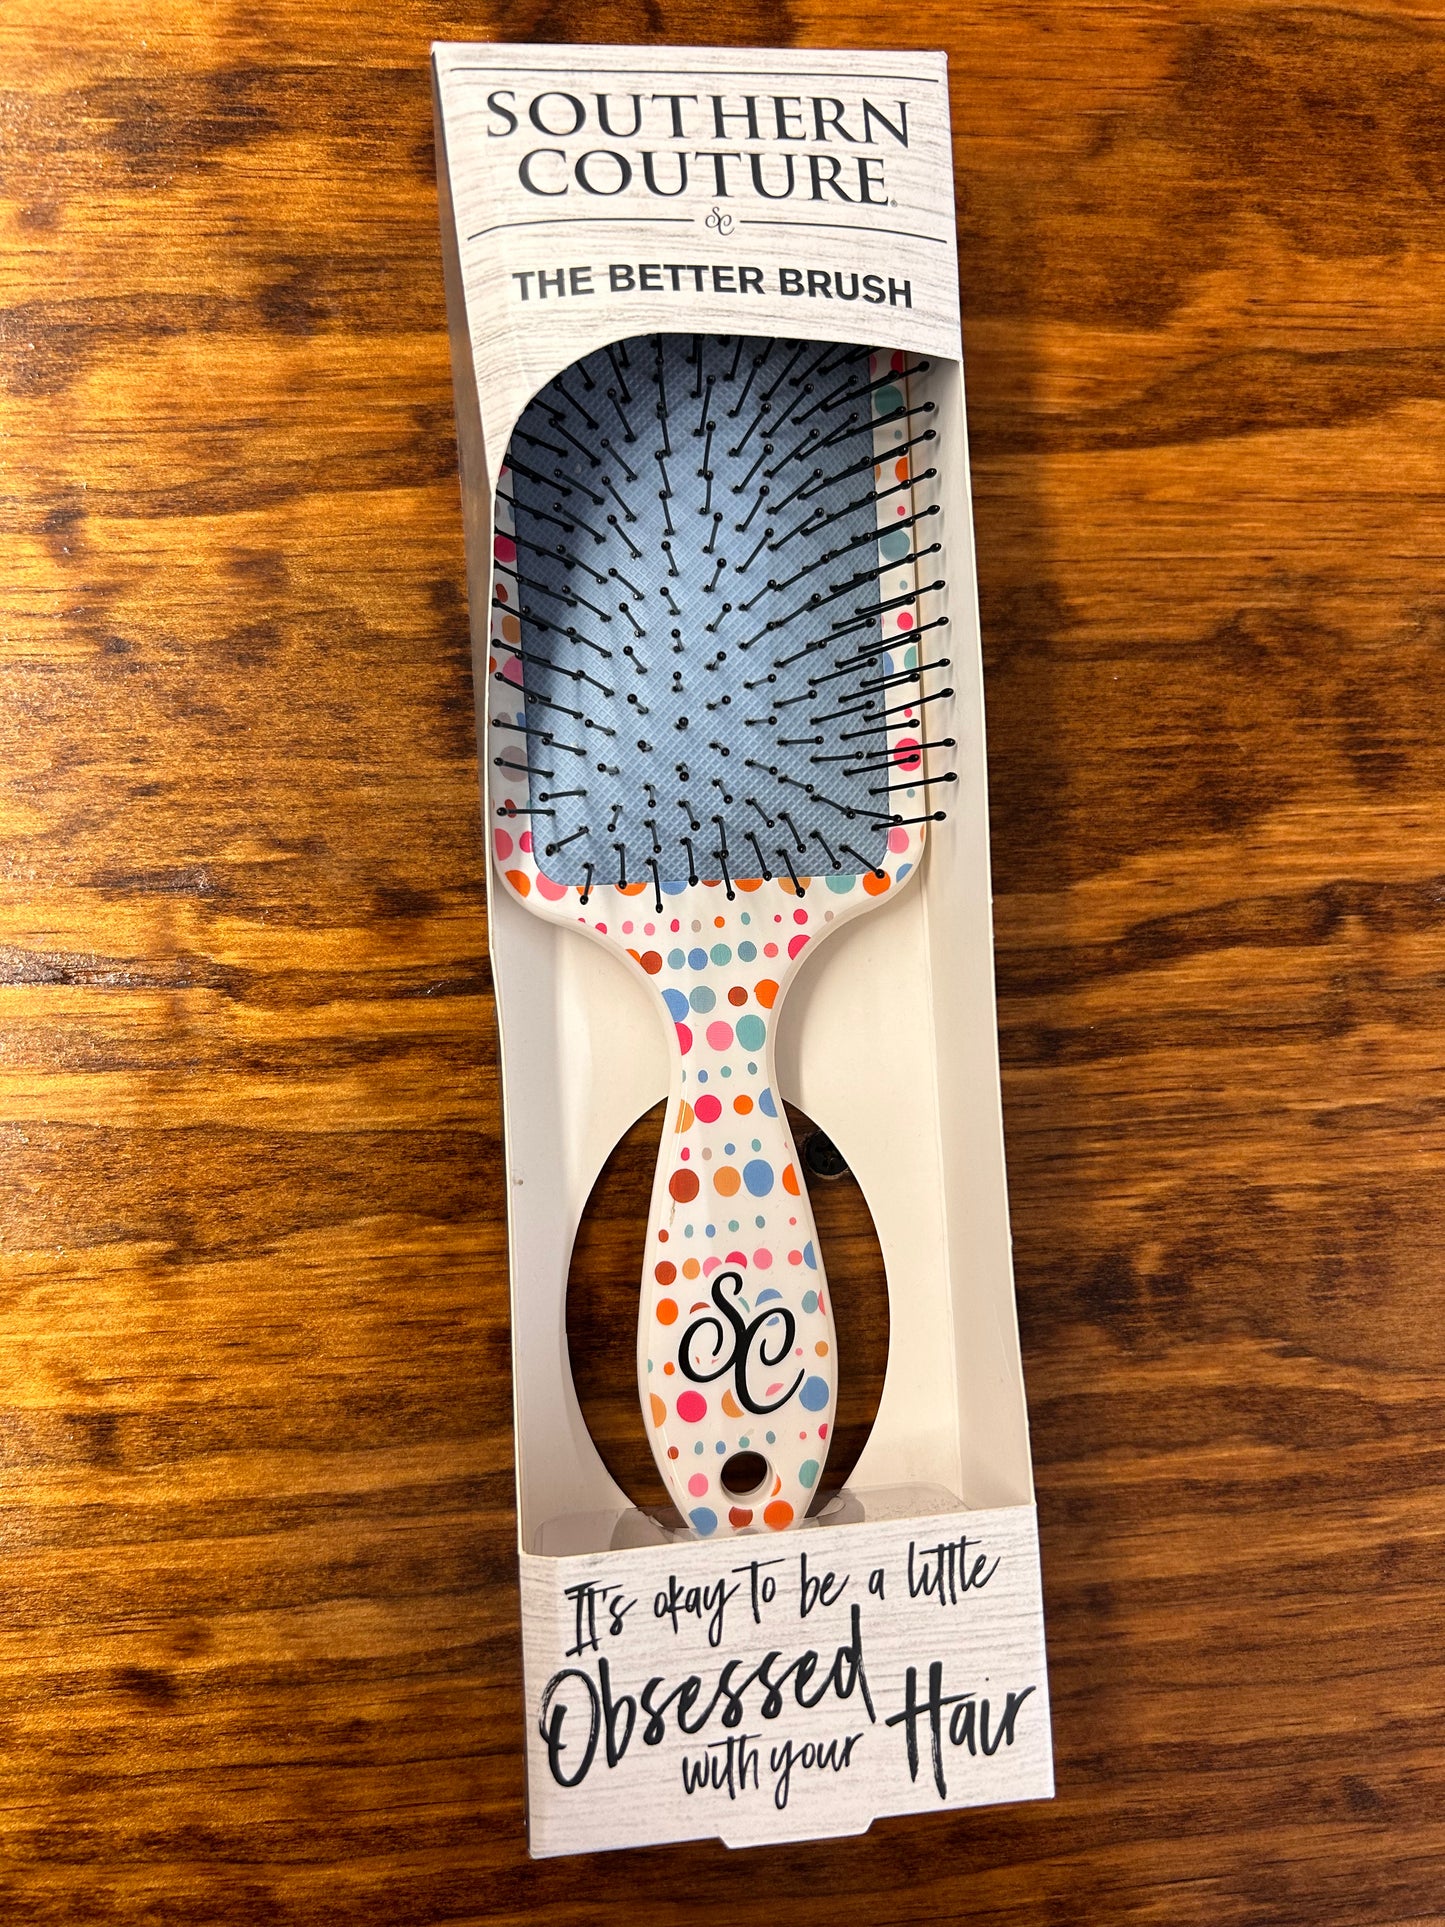 SOUTHERN
COUTURE®
SC
THE BETTER BRUSH
SC
It's okay to be a little
Obsessed
with your Hair